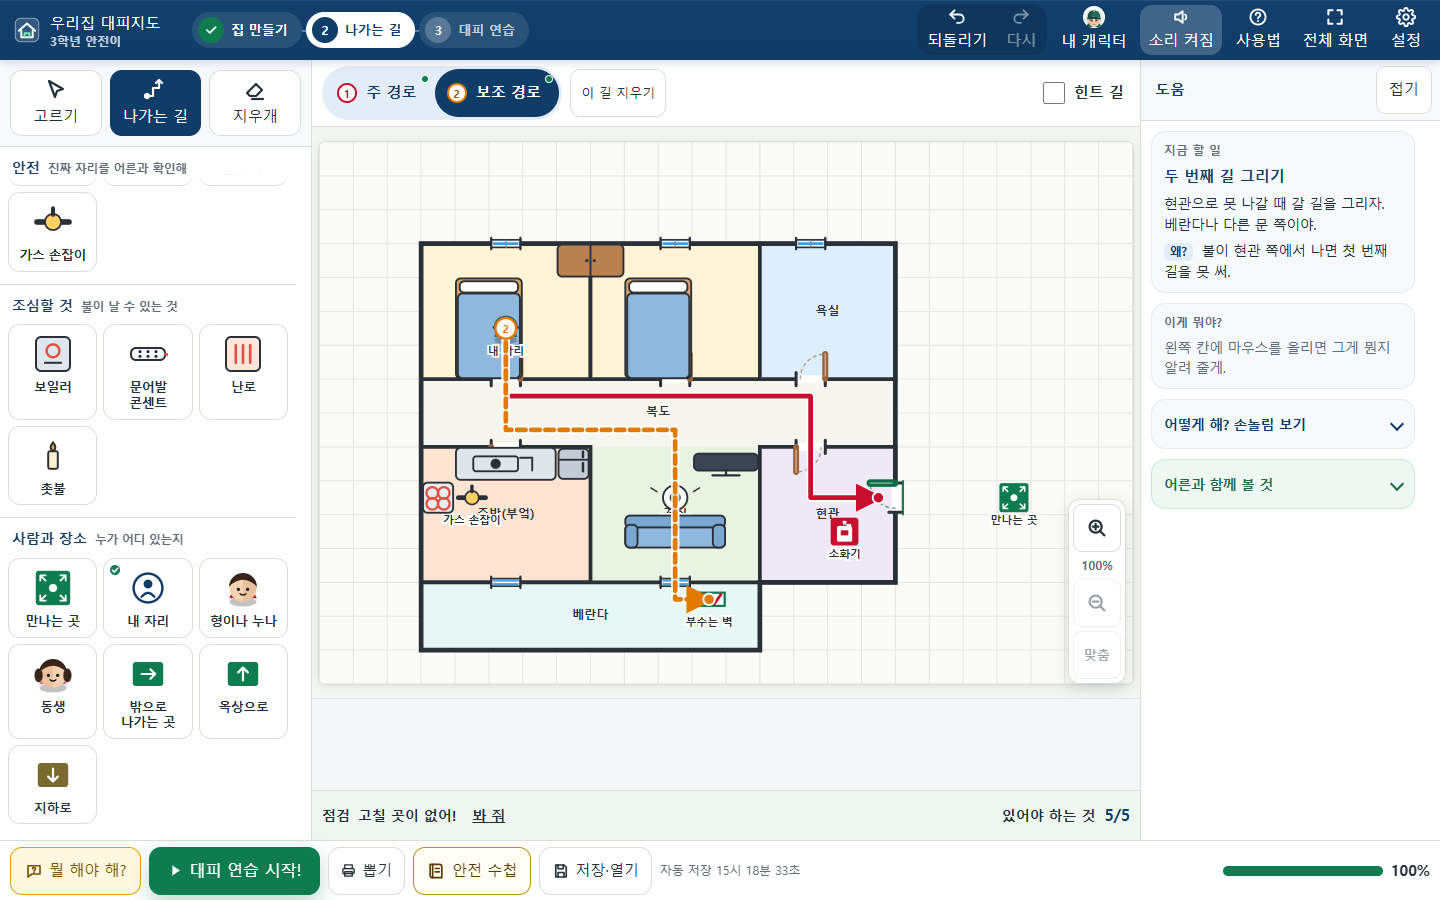 우리집 대피지도
3학년 안전이
집 만들기
2 나가는 길
3 대피 연습
되돌리기
다시
내 캐릭터
소리 켜짐
사용법
전체 화면
설정
고르기
나가는 길
지우개
1 주 경로
2 보조 경로
이 길 지우기
힌트 길
도움
접기
안전 진짜 자리를 어른과 확인해
가스 손잡이
조심할 것 불이 날 수 있는 것
보일러
문어발
콘센트
난로
촛불
사람과 장소 누가 어디 있는지
만나는 곳
내 자리
형이나 누나
동생
밖으로
나가는 곳
옥상으로
지하로
욕실
2
내 자리
복도
주방(부엌)
가스 손잡이
현관
소화기
만나는 곳
베란다
부수는 벽
100%
맞춤
지금 할 일
두 번째 길 그리기
현관으로 못 나갈 때 갈 길을 그리자.
베란다나 다른 문 쪽이야.
왜? 불이 현관 쪽에서 나면 첫 번째
길을 못 써.
이게 뭐야?
왼쪽 칸에 마우스를 올리면 그게 뭔지
알려 줄게.
어떻게 해? 손놀림 보기
어른과 함께 볼 것
점검 고칠 곳이 없어! 봐 줘
있어야 하는 것 5/5
뭘 해야 해?
대피 연습 시작!
뽑기
안전 수첩
저장·열기
자동 저장 15시 18분 33초
100%